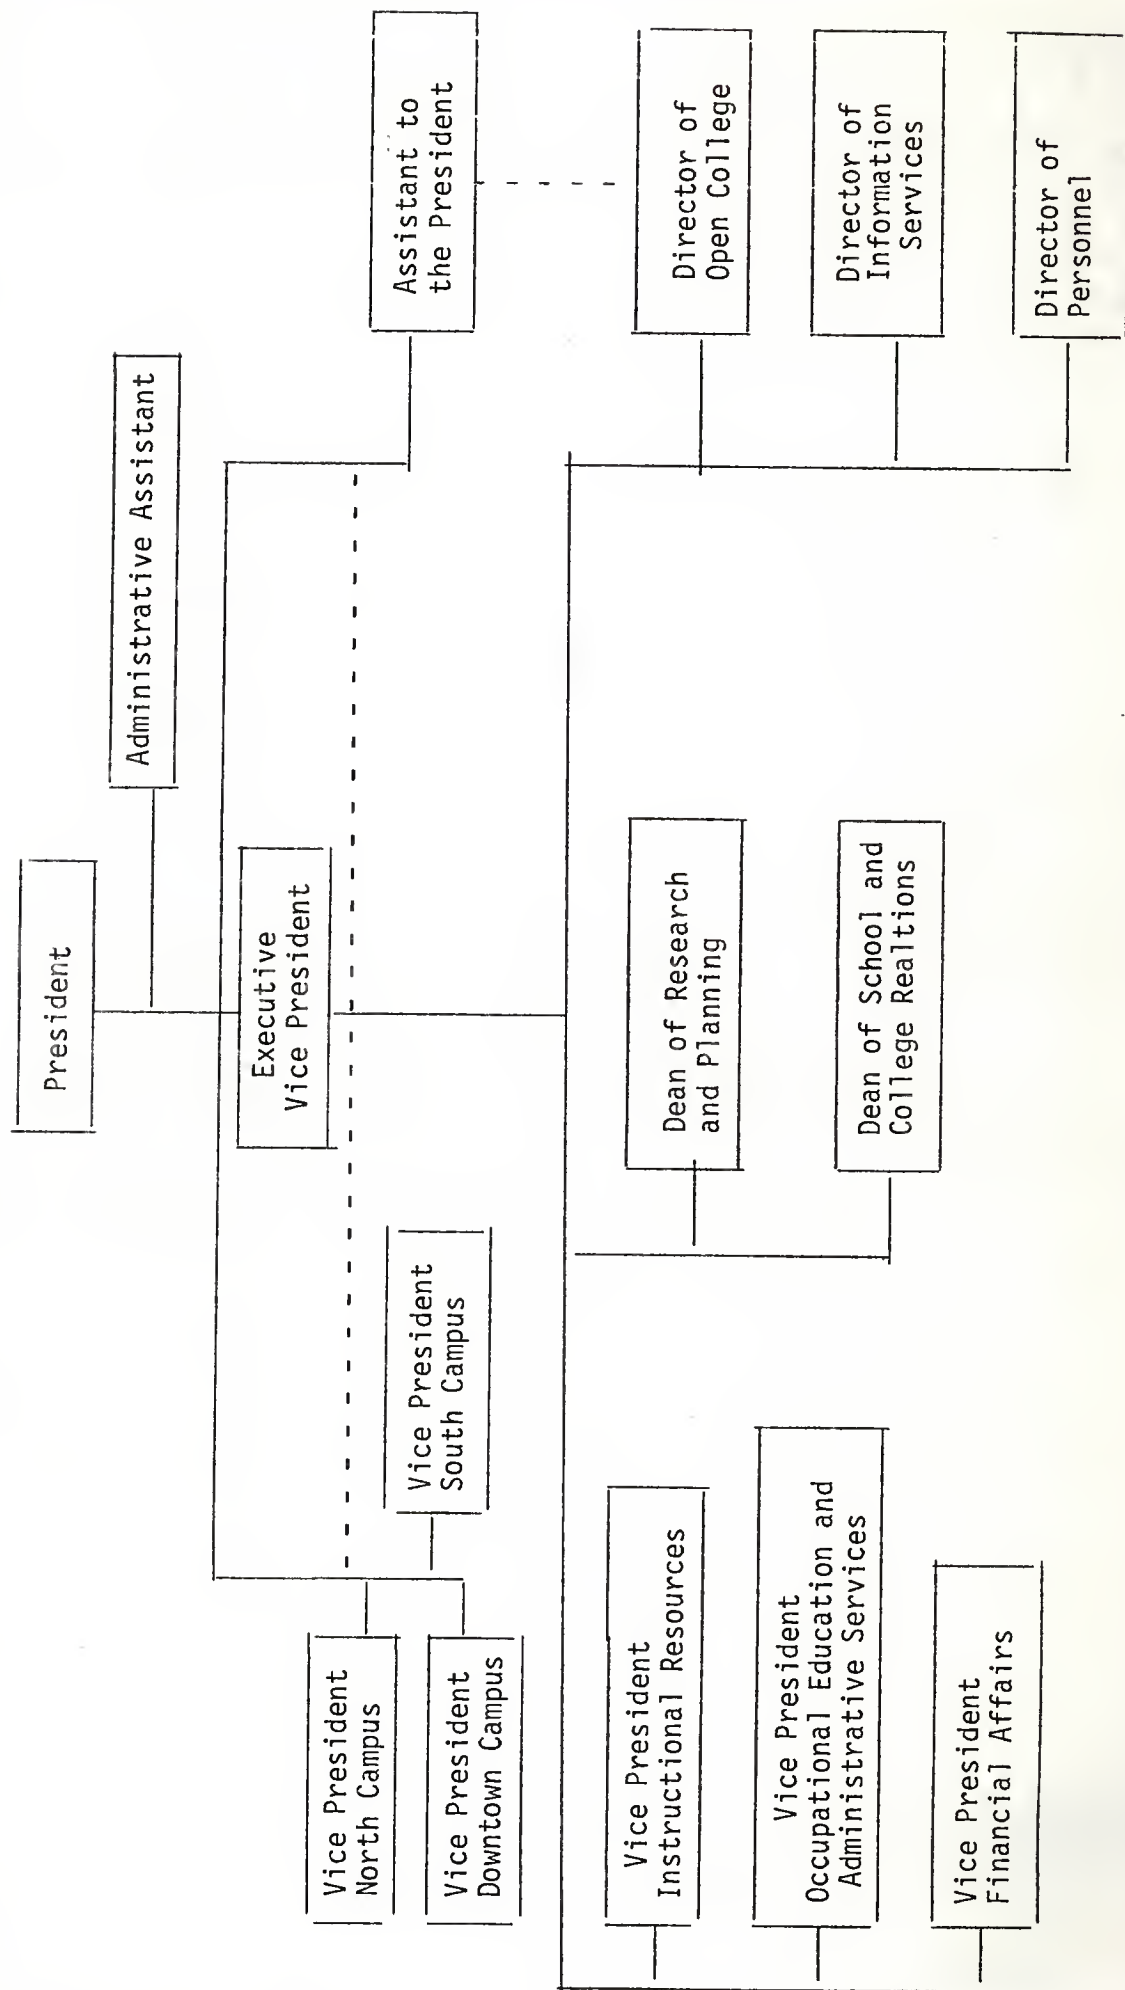 President
Administrative Assistant
Executive
Vice President
Assistant to
the President
Vice President
North Campus
Vice President
South Campus
Vice President
Downtown Campus
Vice President
Instructional Resources
Dean of Research
and Planning
Director of
Open College
Vice President
Occupational Education and
Administrative Services
Dean of School and
College Realtions
Director of
Information
Services
Vice President
Financial Affairs
Director of
Personnel